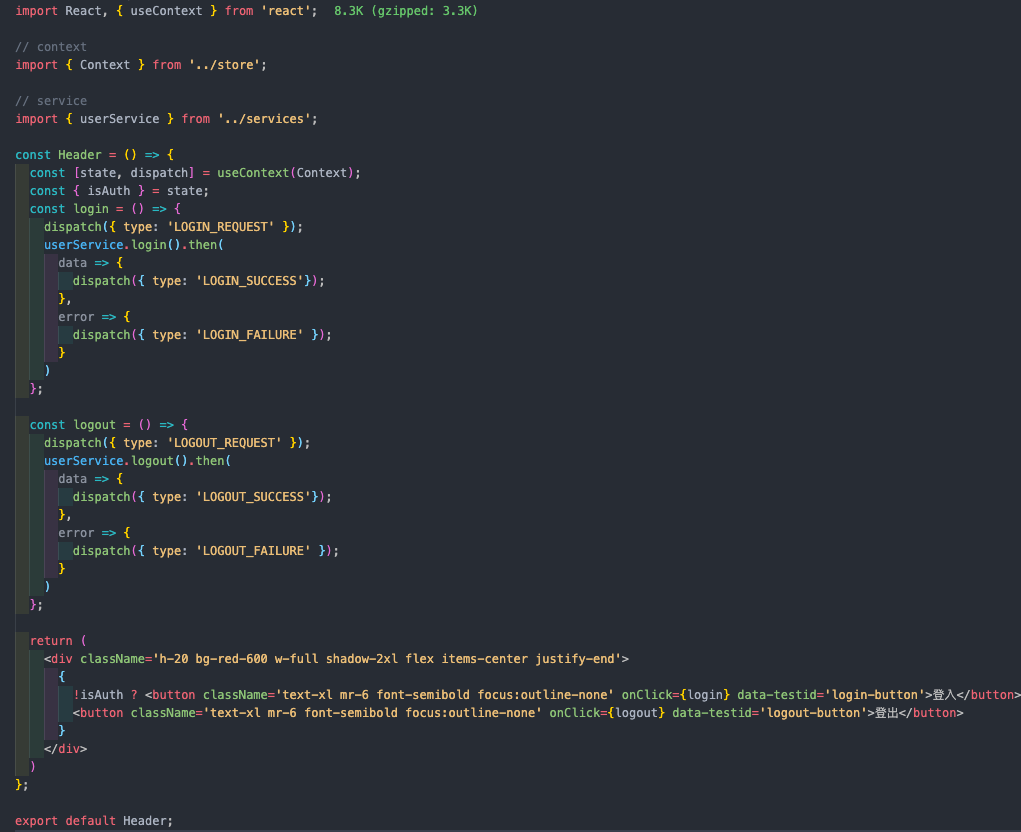 import React, { useContext } from 'react';  8.3K (gzipped: 3.3K)
// context
import { Context } from '../store';
// service
import { userService } from '../services';
const Header = () => {
const [state, dispatch] = useContext(Context);
const { isAuth } = state;
const login = () => {
dispatch({ type: 'LOGIN_REQUEST' });
userService.login().then(
data => {
dispatch({ type: 'LOGIN_SUCCESS'});
},
error => {
dispatch({ type: 'LOGIN_FAILURE' });
}
)
};
const logout = () => {
dispatch({ type: 'LOGOUT_REQUEST' });
userService.logout().then(
data => {
dispatch({ type: 'LOGOUT_SUCCESS'});
},
error => {
dispatch({ type: 'LOGOUT_FAILURE' });
}
)
};
return (
<div className='h-20 bg-red-600 w-full shadow-2xl flex items-center justify-end'>
{
!isAuth ? <button className='text-xl mr-6 font-semibold focus:outline-none' onClick={login} data-testid='login-button'>登入</button>
<button className='text-xl mr-6 font-semibold focus:outline-none' onClick={logout} data-testid='logout-button'>登出</button>
}
</div>
)
};
export default Header;